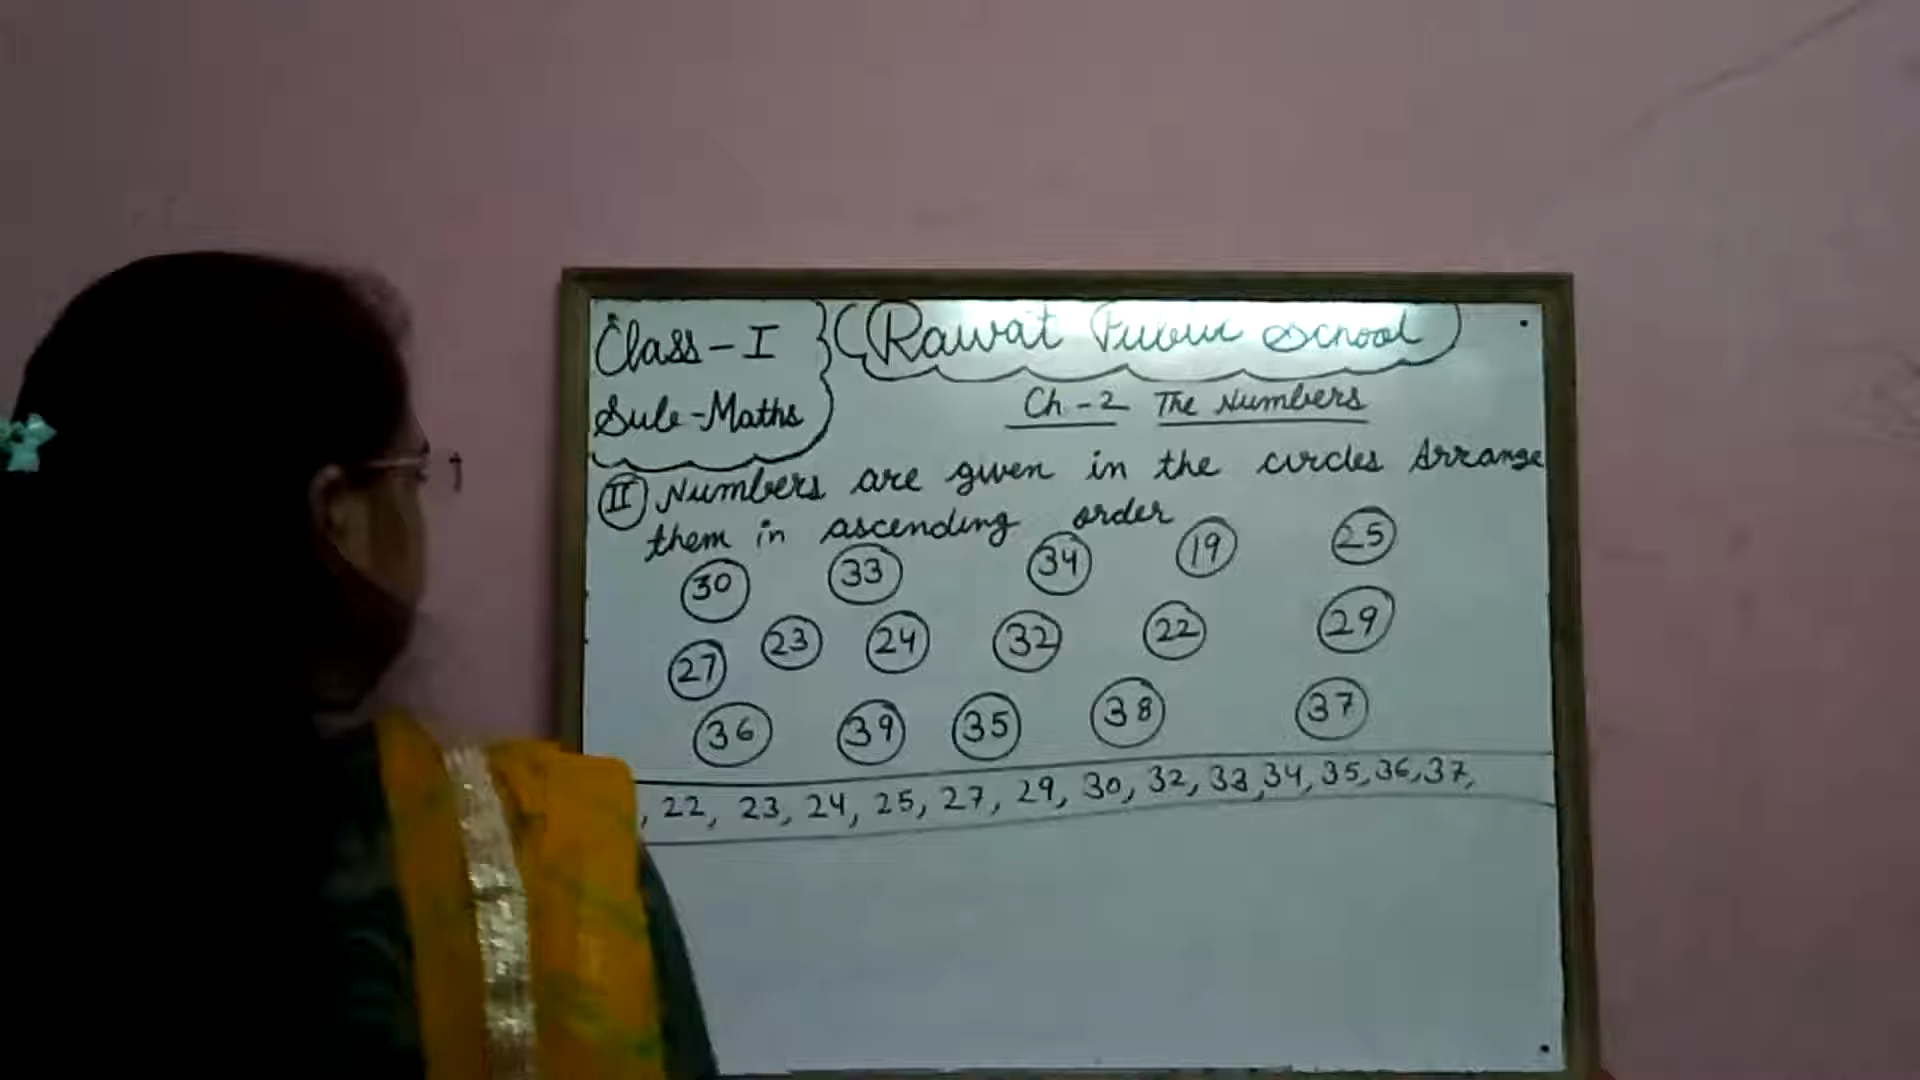 Class-I
Sub-Maths
Rawat Public School
Ch-2 The Numbers
II Numbers are given in the circles Arrange
them in ascending order
30 33 34 19 25
27 23 24 32 22 29
36 39 35 38 37
, 22, 23, 24, 25, 27, 29, 30, 32, 33, 34, 35, 36, 37,